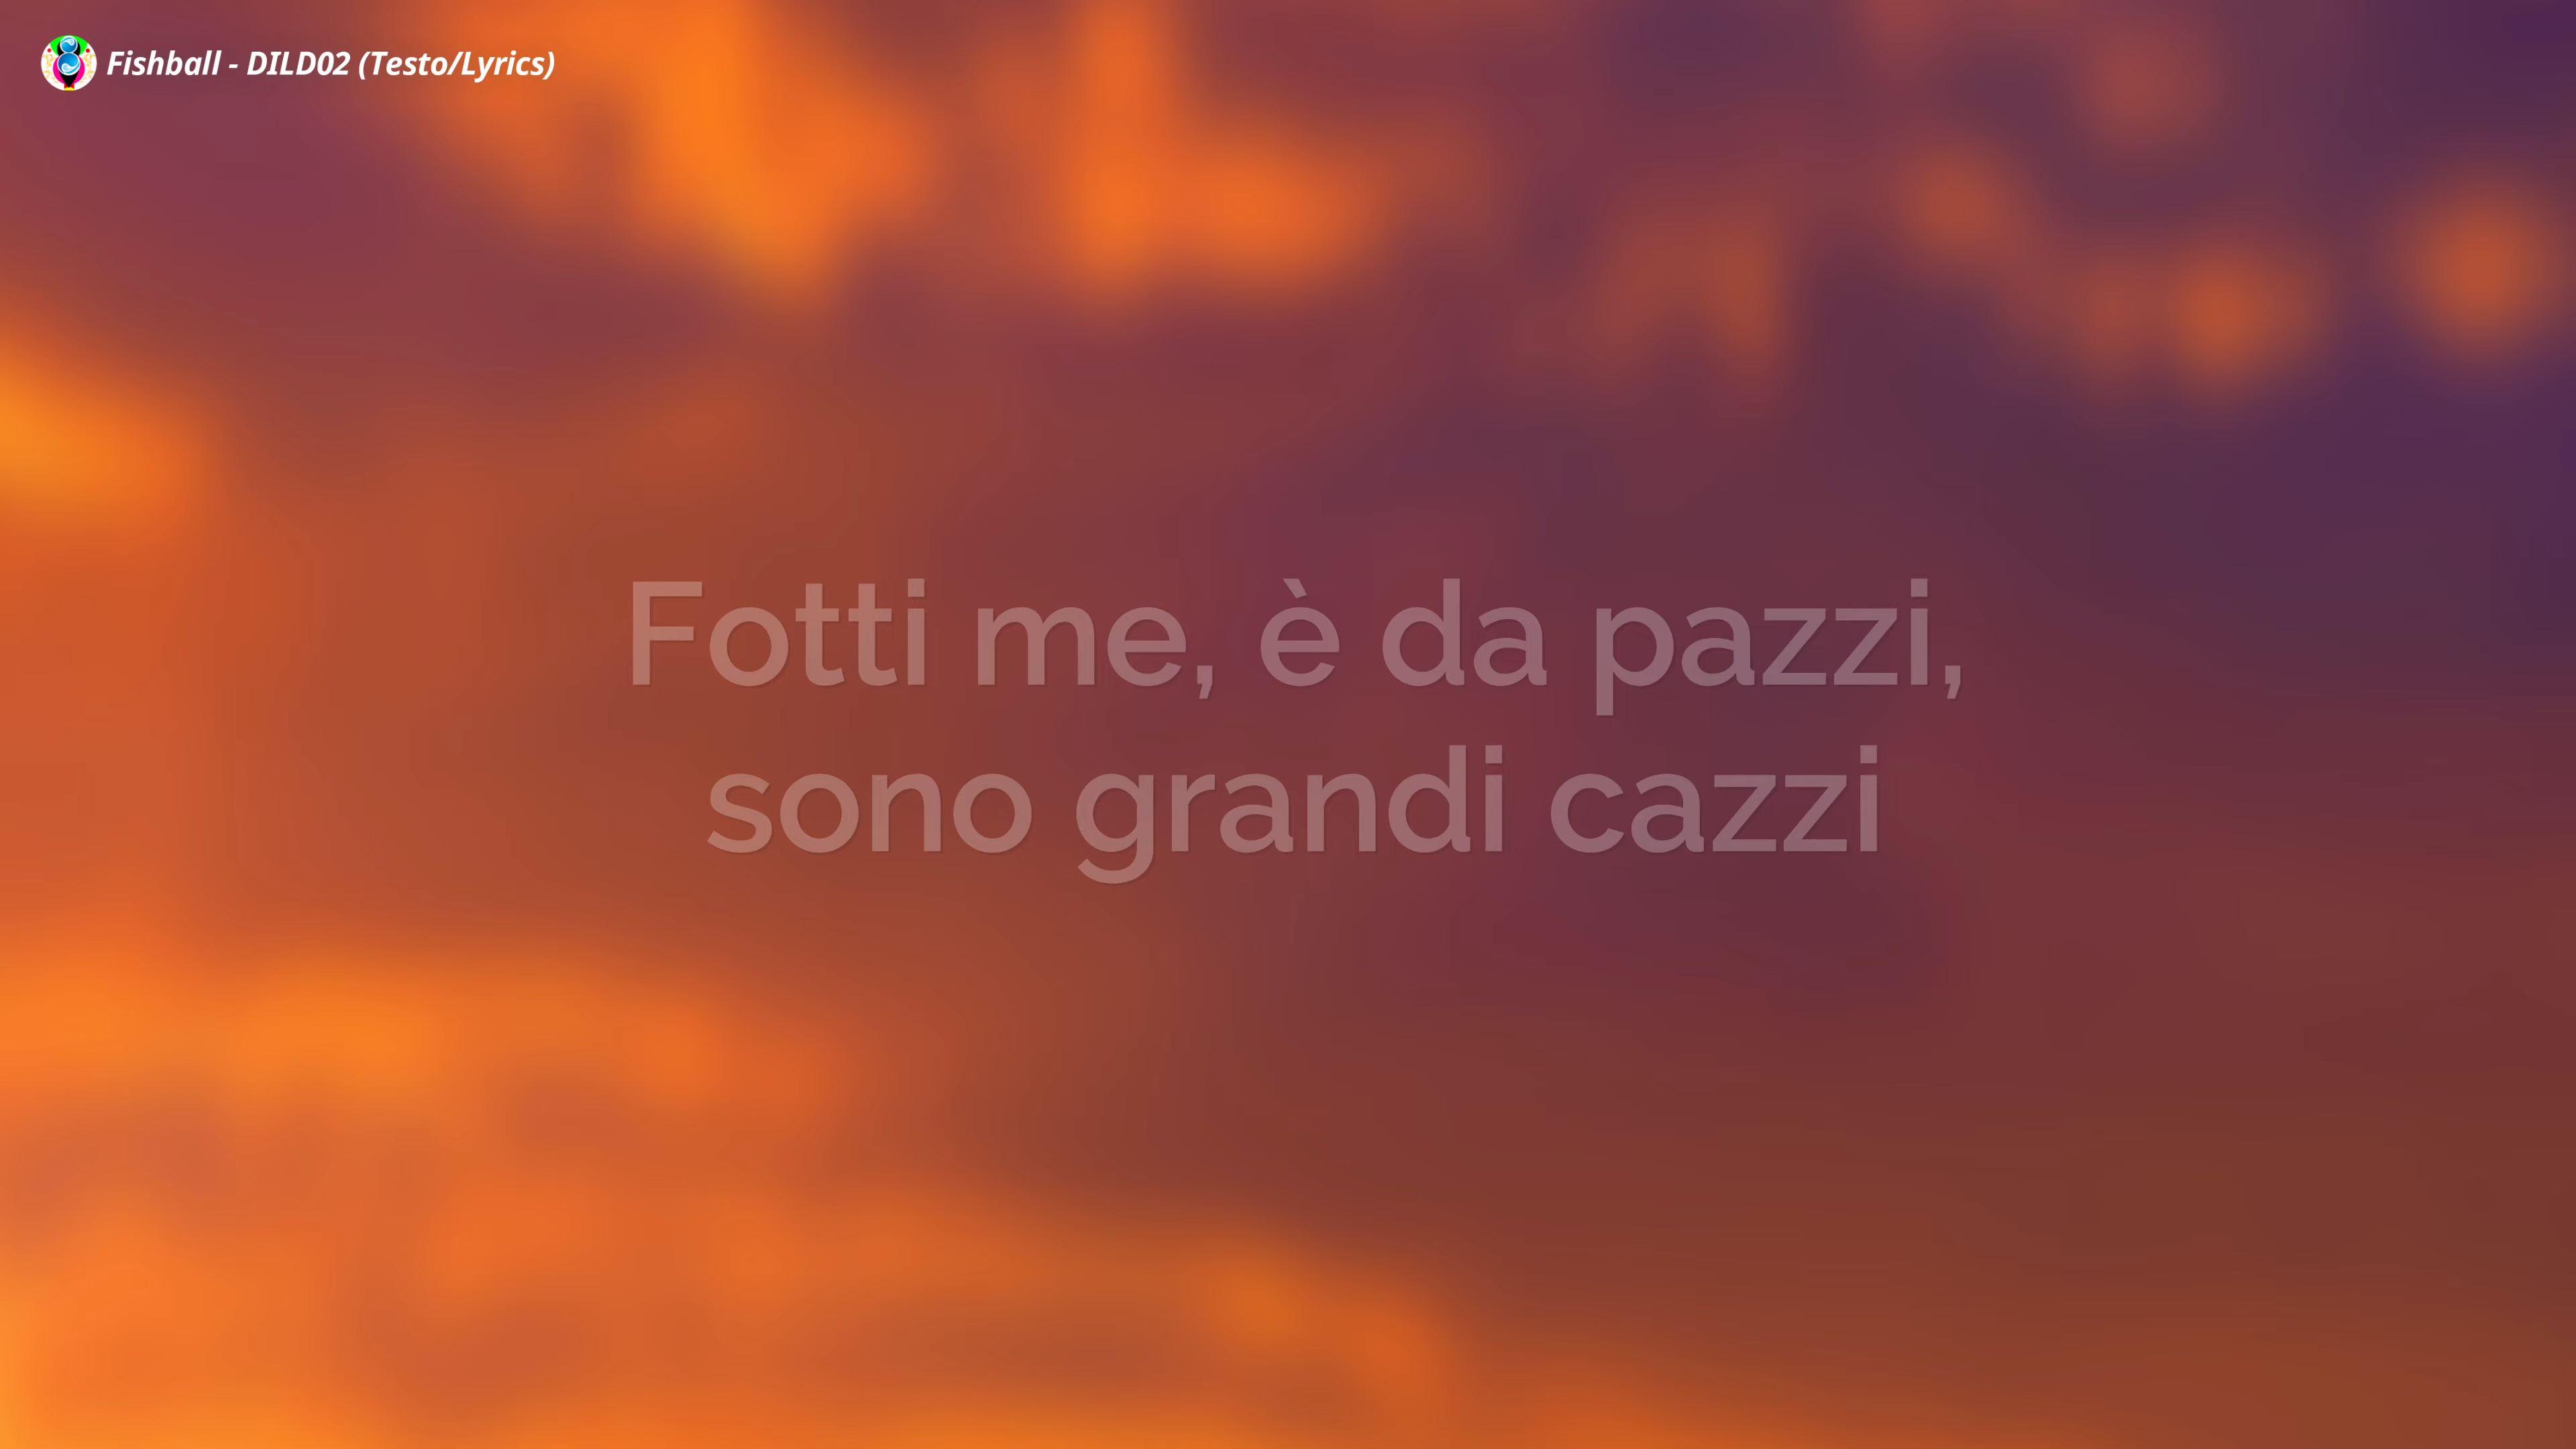 Fishball - DILD02 (Testo/Lyrics)
Fotti me, è da pazzi,
sono grandi cazzi